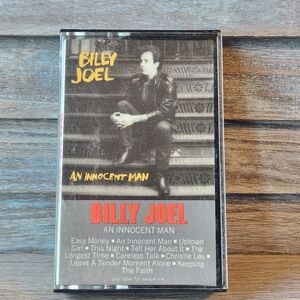 BILLY
JOEL
AN INNOCENT MAN
BILLY JOEL
AN INNOCENT MAN
Easy Money ■ An Innocent Man ■ Uptown
Girl ■ This Night ■ Tell Her About It ■ The
Longest Time ■ Careless Talk ■ Christie Lee ■
Leave A Tender Moment Alone ■ Keeping
The Faith